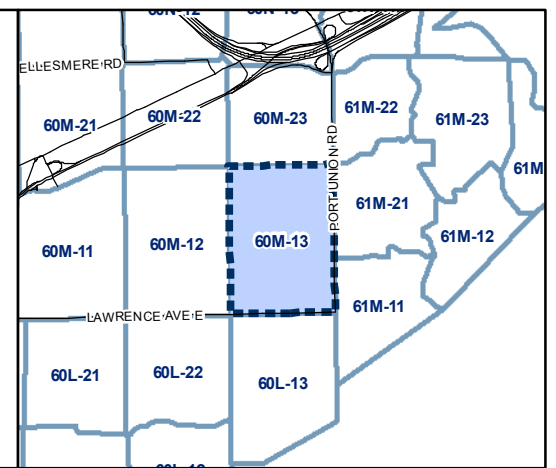 ELLESMERE RD
60M-21
60M-22
60M-23
61M-22
61M-23
61M
PORT UNION RD
61M-21
60M-11
60M-12
60M-13
61M-12
61M-11
LAWRENCE AVE E
60L-21
60L-22
60L-13